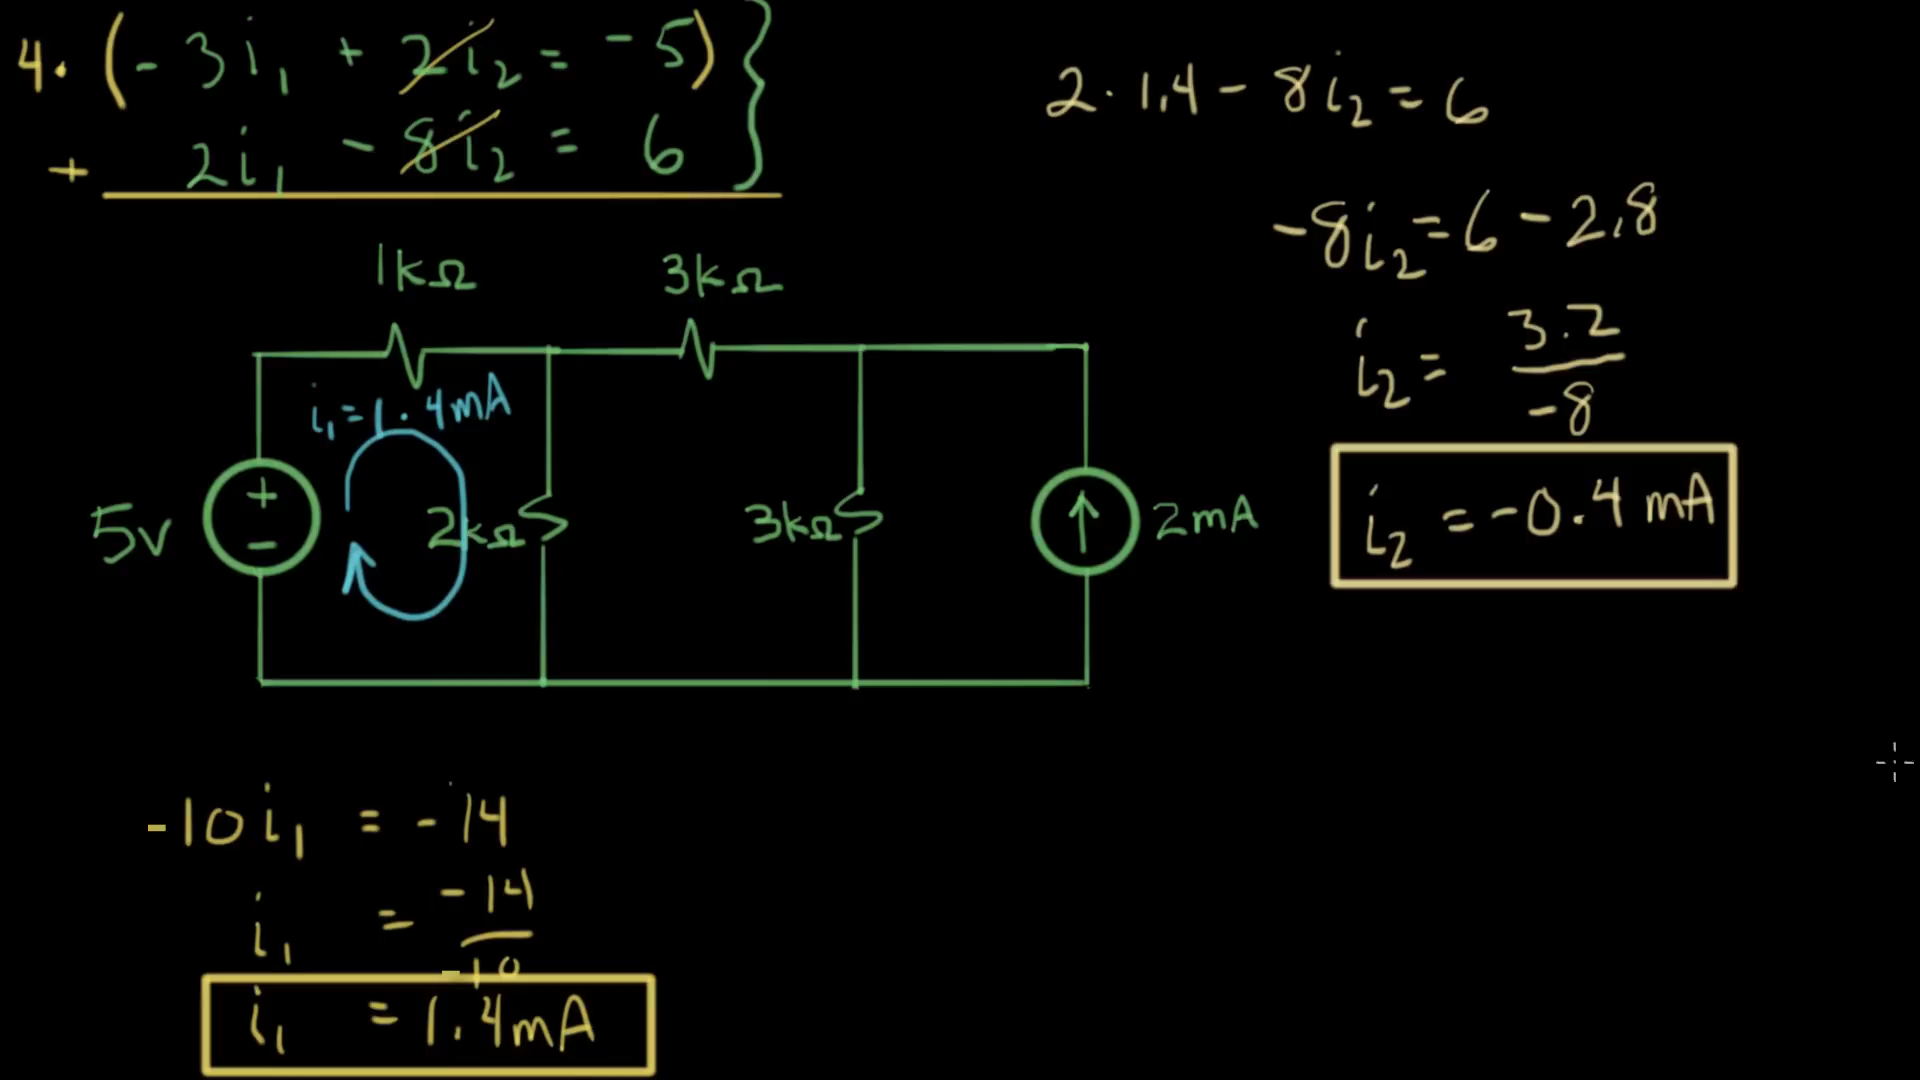 4. (- 3i₁ + 2i₂ = - 5)
+ 2i₁ - 8i₂ = 6
2 · 1.4 - 8i₂ = 6
-8i₂ = 6 - 2.8
i₂ = 3.2
-8
i₂ = -0.4 mA
1kΩ 3kΩ
i₁ = 1.4mA
5v + - 2kΩ 3kΩ 2mA
-10i₁ = -14
i₁ = -14
-10
i₁ = 1.4mA